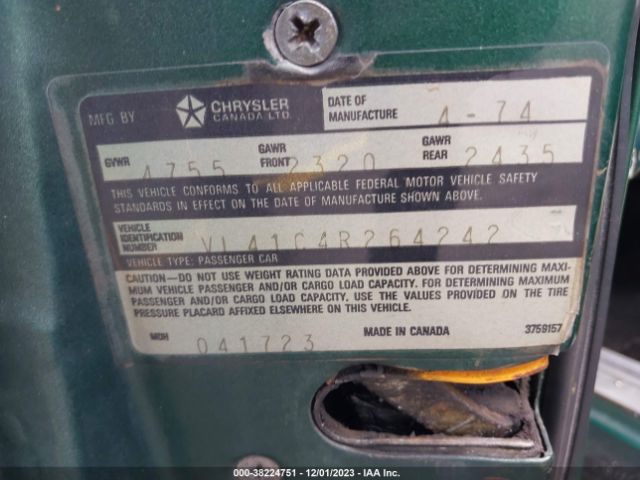 MFG BY CHRYSLER CANADA LTD. DATE OF MANUFACTURE 4-74
GVWR 4755 GAWR FRONT 2320 GAWR REAR 2435
THIS VEHICLE CONFORMS TO ALL APPLICABLE FEDERAL MOTOR VEHICLE SAFETY
STANDARDS IN EFFECT ON THE DATE OF MANUFACTURE SHOWN ABOVE.
VEHICLE IDENTIFICATION NUMBER VL41C4R264242
VEHICLE TYPE: PASSENGER CAR
CAUTION—DO NOT USE WEIGHT RATING DATA PROVIDED ABOVE FOR DETERMINING MAXI-
MUM VEHICLE PASSENGER AND/OR CARGO LOAD CAPACITY. FOR DETERMINING MAXIMUM
PASSENGER AND/OR CARGO LOAD CAPACITY, USE THE VALUES PROVIDED ON THE TIRE
PRESSURE PLACARD AFFIXED ELSEWHERE ON THIS VEHICLE.
MDH 041723 MADE IN CANADA 3759157
000-38224751 - 12/01/2023 - IAA Inc.